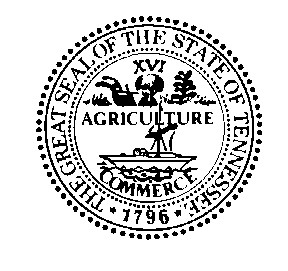 THE GREAT SEAL OF THE STATE OF TENNESSEE
XVI
AGRICULTURE
COMMERCE
1796